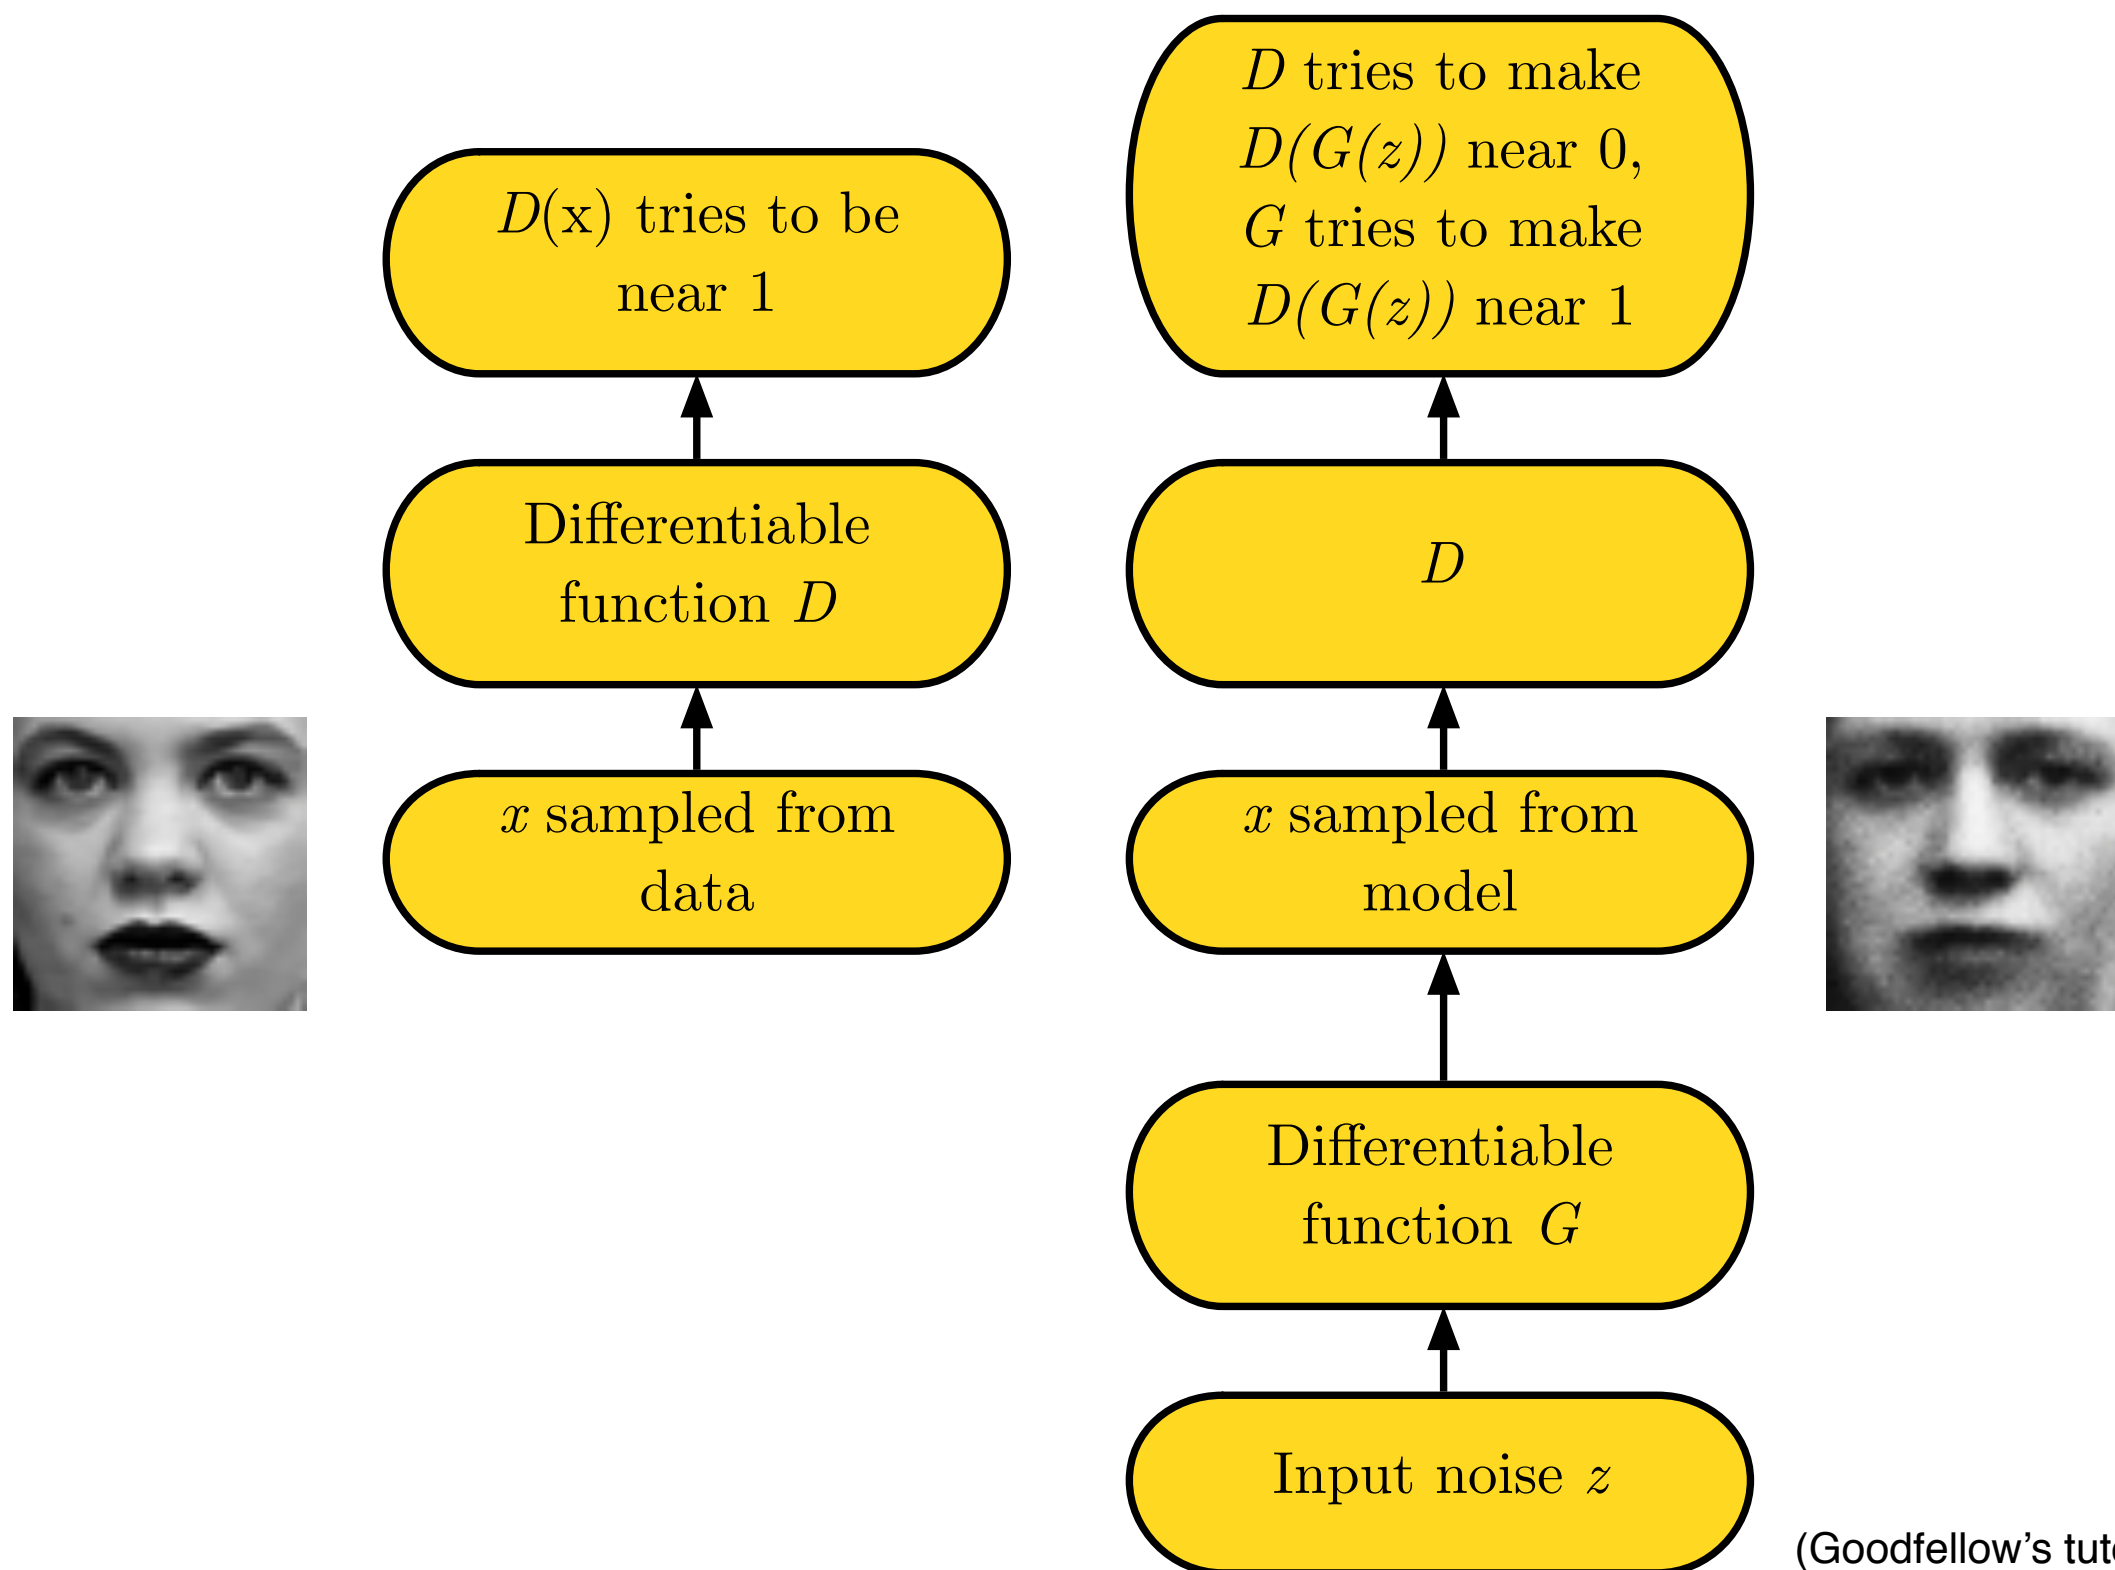 D(x) tries to be
near 1
Differentiable
function D
x sampled from
data
D tries to make
D(G(z)) near 0,
G tries to make
D(G(z)) near 1
D
x sampled from
model
Differentiable
function G
Input noise z
(Goodfellow’s